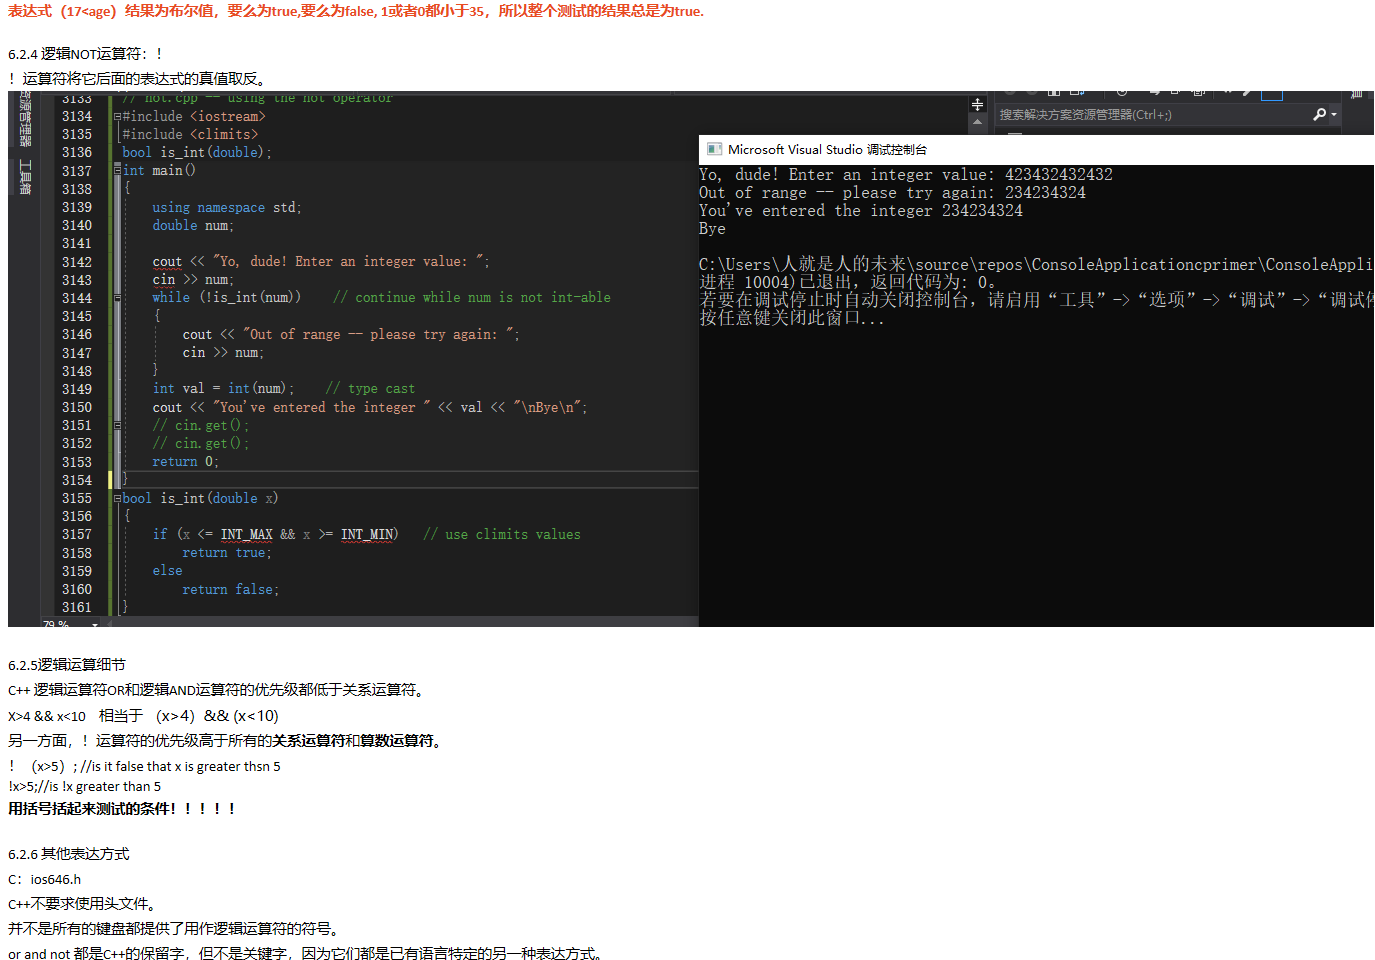 表达式（17<age）结果为布尔值，要么为true,要么为false, 1或者0都小于35，所以整个测试的结果总是为true.
6.2.4 逻辑NOT运算符：！
！运算符将它后面的表达式的真值取反。
资源管理器
工具箱
3133 // not.cpp -- using the not operator
3134 #include <iostream>
3135 #include <climits>
3136 bool is_int(double);
3137 int main()
3138 {
3139 using namespace std;
3140 double num;
3141
3142 cout << "Yo, dude! Enter an integer value: ";
3143 cin >> num;
3144 while (!is_int(num)) // continue while num is not int-able
3145 {
3146 cout << "Out of range -- please try again: ";
3147 cin >> num;
3148 }
3149 int val = int(num); // type cast
3150 cout << "You've entered the integer " << val << "\nBye\n";
3151 // cin.get();
3152 // cin.get();
3153 return 0;
3154 }
3155 bool is_int(double x)
3156 {
3157 if (x <= INT_MAX && x >= INT_MIN) // use climits values
3158 return true;
3159 else
3160 return false;
3161 }
79 %
搜索解决方案资源管理器(Ctrl+;)
Microsoft Visual Studio 调试控制台
Yo, dude! Enter an integer value: 423432432432
Out of range -- please try again: 234234324
You've entered the integer 234234324
Bye
C:\Users\人就是人的未来\source\repos\ConsoleApplicationcprimer\ConsoleAppli
进程 10004)已退出，返回代码为: 0。
若要在调试停止时自动关闭控制台，请启用“工具”->“选项”->“调试”->“调试停
按任意键关闭此窗口...
6.2.5逻辑运算细节
C++ 逻辑运算符OR和逻辑AND运算符的优先级都低于关系运算符。
X>4 && x<10 相当于 （x>4）&& (x<10)
另一方面，！运算符的优先级高于所有的关系运算符和算数运算符。
！（x>5）; //is it false that x is greater thsn 5
!x>5;//is !x greater than 5
用括号括起来测试的条件！！！！！
6.2.6 其他表达方式
C：ios646.h
C++不要求使用头文件。
并不是所有的键盘都提供了用作逻辑运算符的符号。
or and not 都是C++的保留字，但不是关键字，因为它们都是已有语言特定的另一种表达方式。